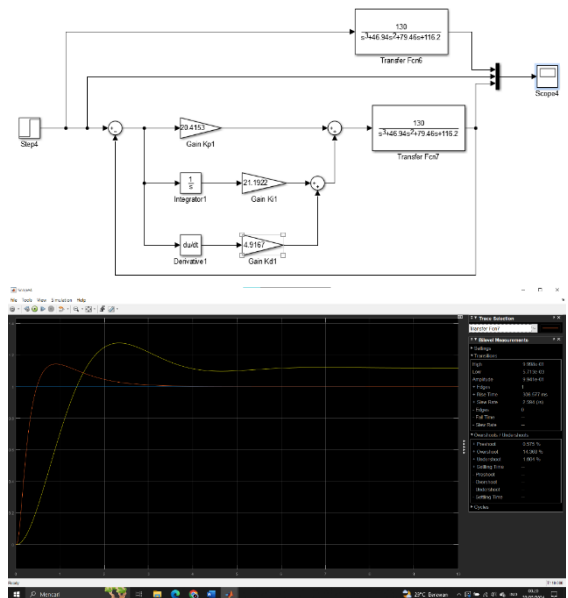 130
s³+46.94s²+79.46s+116.2
Transfer Fcn6
Scope4
Step4
20.4153
Gain Kp1
130
s³+46.94s²+79.46s+116.2
Transfer Fcn7
1
s
Integrator1
21.1922
Gain Ki1
du/dt
Derivative1
4.9167
Gain Kd1
File Tools View Simulation Help
Trace Selection
Transfer Fcn7
Bilevel Measurements
Settings
Transitions
High
Low
Amplitude
+ Edges 1
+ Rise Time
+ Slew Rate
- Edges 0
- Fall Time --
- Slew Rate --
Overshoots / Undershoots
+ Preshoot
+ Overshoot
+ Undershoot
+ Settling Time --
- Preshoot --
- Overshoot --
- Undershoot --
- Settling Time --
Cycles
Ready
Mencari
29°C Berawan